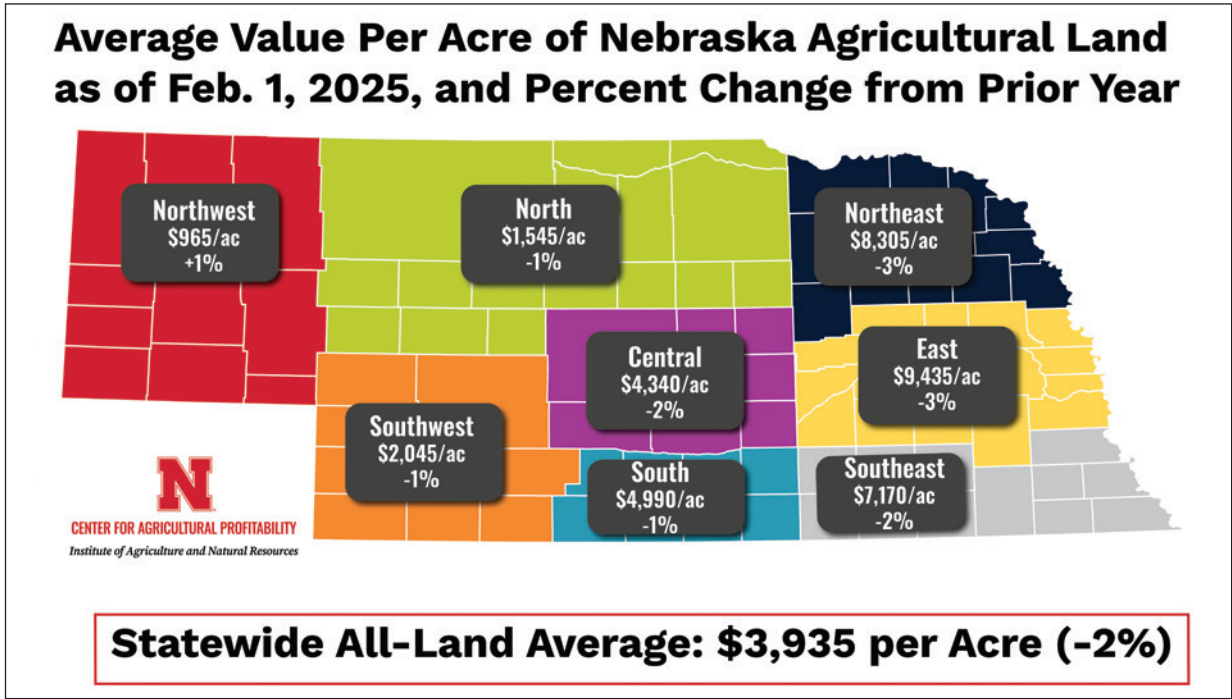 Average Value Per Acre of Nebraska Agricultural Land
as of Feb. 1, 2025, and Percent Change from Prior Year
Northwest
$965/ac
+1%
North
$1,545/ac
-1%
Northeast
$8,305/ac
-3%
Central
$4,340/ac
-2%
East
$9,435/ac
-3%
Southwest
$2,045/ac
-1%
South
$4,990/ac
-1%
Southeast
$7,170/ac
-2%
N
CENTER FOR AGRICULTURAL PROFITABILITY
Institute of Agriculture and Natural Resources
Statewide All-Land Average: $3,935 per Acre (-2%)